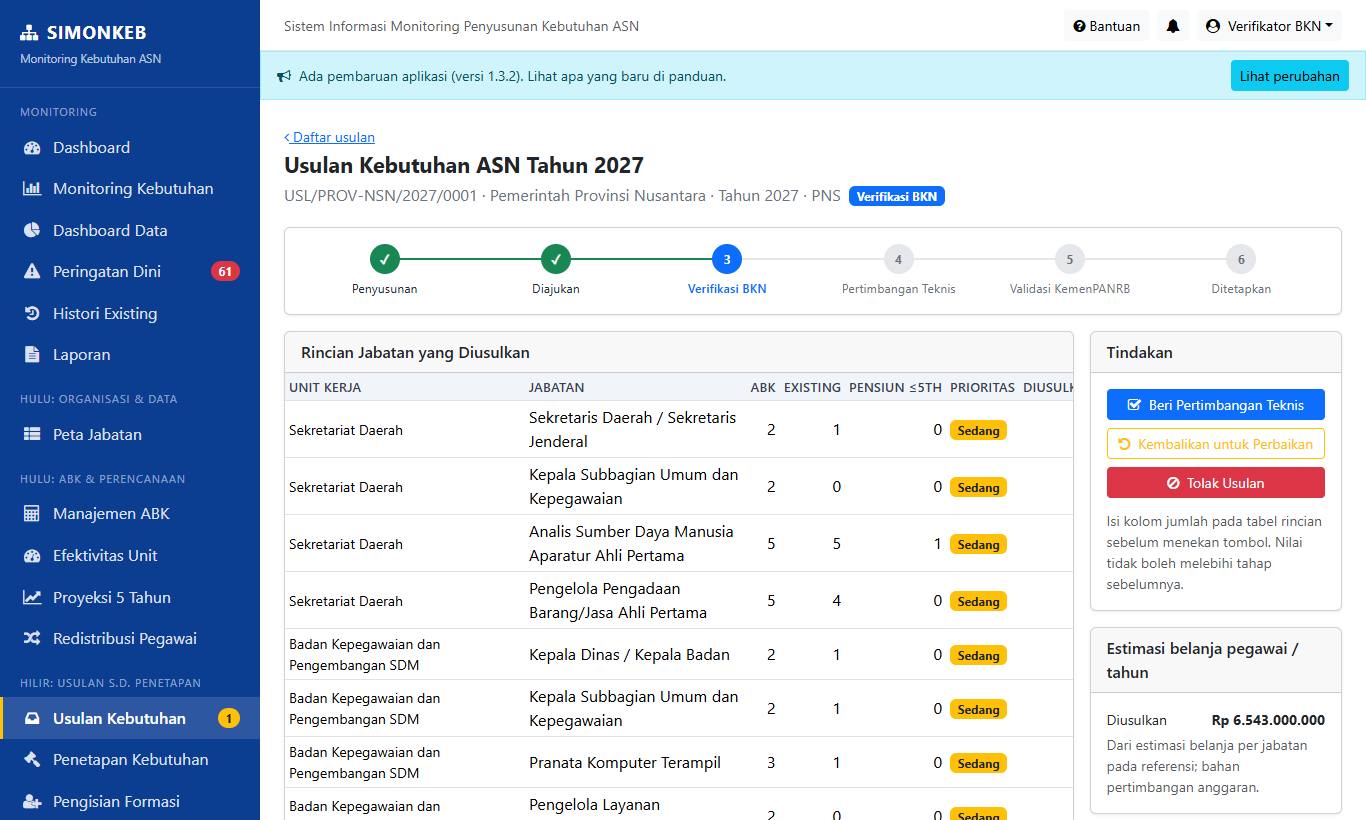 SIMONKEB
Monitoring Kebutuhan ASN
MONITORING
Dashboard
Monitoring Kebutuhan
Dashboard Data
Peringatan Dini 61
Histori Existing
Laporan
HULU: ORGANISASI & DATA
Peta Jabatan
HULU: ABK & PERENCANAAN
Manajemen ABK
Efektivitas Unit
Proyeksi 5 Tahun
Redistribusi Pegawai
HILIR: USULAN S.D. PENETAPAN
Usulan Kebutuhan 1
Penetapan Kebutuhan
Pengisian Formasi
Sistem Informasi Monitoring Penyusunan Kebutuhan ASN
Bantuan
Verifikator BKN
Ada pembaruan aplikasi (versi 1.3.2). Lihat apa yang baru di panduan.
Lihat perubahan
Daftar usulan
Usulan Kebutuhan ASN Tahun 2027
USL/PROV-NSN/2027/0001 · Pemerintah Provinsi Nusantara · Tahun 2027 · PNS Verifikasi BKN
✓ ✓ 3 4 5 6
Penyusunan Diajukan Verifikasi BKN Pertimbangan Teknis Validasi KemenPANRB Ditetapkan
Rincian Jabatan yang Diusulkan
UNIT KERJA JABATAN ABK EXISTING PENSIUN ≤5TH PRIORITAS DIUSULK
Sekretariat Daerah Sekretaris Daerah / Sekretaris
Jenderal 2 1 0 Sedang
Sekretariat Daerah Kepala Subbagian Umum dan
Kepegawaian 2 0 0 Sedang
Sekretariat Daerah Analis Sumber Daya Manusia
Aparatur Ahli Pertama 5 5 1 Sedang
Sekretariat Daerah Pengelola Pengadaan
Barang/Jasa Ahli Pertama 5 4 0 Sedang
Badan Kepegawaian dan
Pengembangan SDM Kepala Dinas / Kepala Badan 2 1 0 Sedang
Badan Kepegawaian dan
Pengembangan SDM Kepala Subbagian Umum dan
Kepegawaian 2 1 0 Sedang
Badan Kepegawaian dan
Pengembangan SDM Pranata Komputer Terampil 3 1 0 Sedang
Badan Kepegawaian dan Pengelola Layanan
2 0 0 Sedang
Tindakan
Beri Pertimbangan Teknis
Kembalikan untuk Perbaikan
Tolak Usulan
Isi kolom jumlah pada tabel rincian
sebelum menekan tombol. Nilai
tidak boleh melebihi tahap
sebelumnya.
Estimasi belanja pegawai /
tahun
Diusulkan Rp 6.543.000.000
Dari estimasi belanja per jabatan
pada referensi; bahan
pertimbangan anggaran.